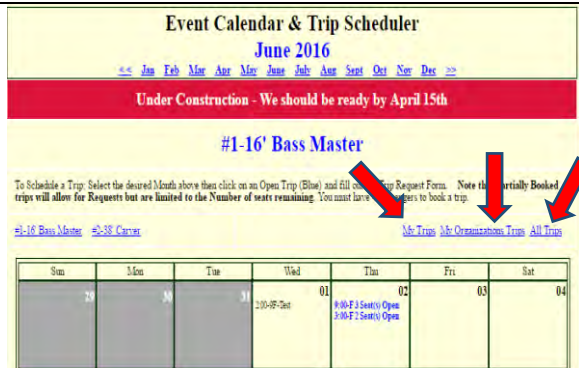 Event Calendar & Trip Scheduler
June 2016
<< Jan Feb Mar Apr May June July Aug Sept Oct Nov Dec >>
Under Construction - We should be ready by April 15th
#1-16' Bass Master
To Schedule a Trip: Select the desired Month above then click on an Open Trip (Blue) and fill out Trip Request Form. Note th artially Booked
trips will allow for Requests but are limited to the Number of seats remaining. You must have gers to book a trip.
#1-16' Bass Master #2-38' Carver My Trips My Organizations Trips All Trips
Sun Mon Tue Wed Thu Fri Sat
29 30 31 01 02 03 04
2:00-9F-Test 9:00-F 3 Seat(s) Open
3:00-F 2 Seat(s) Open